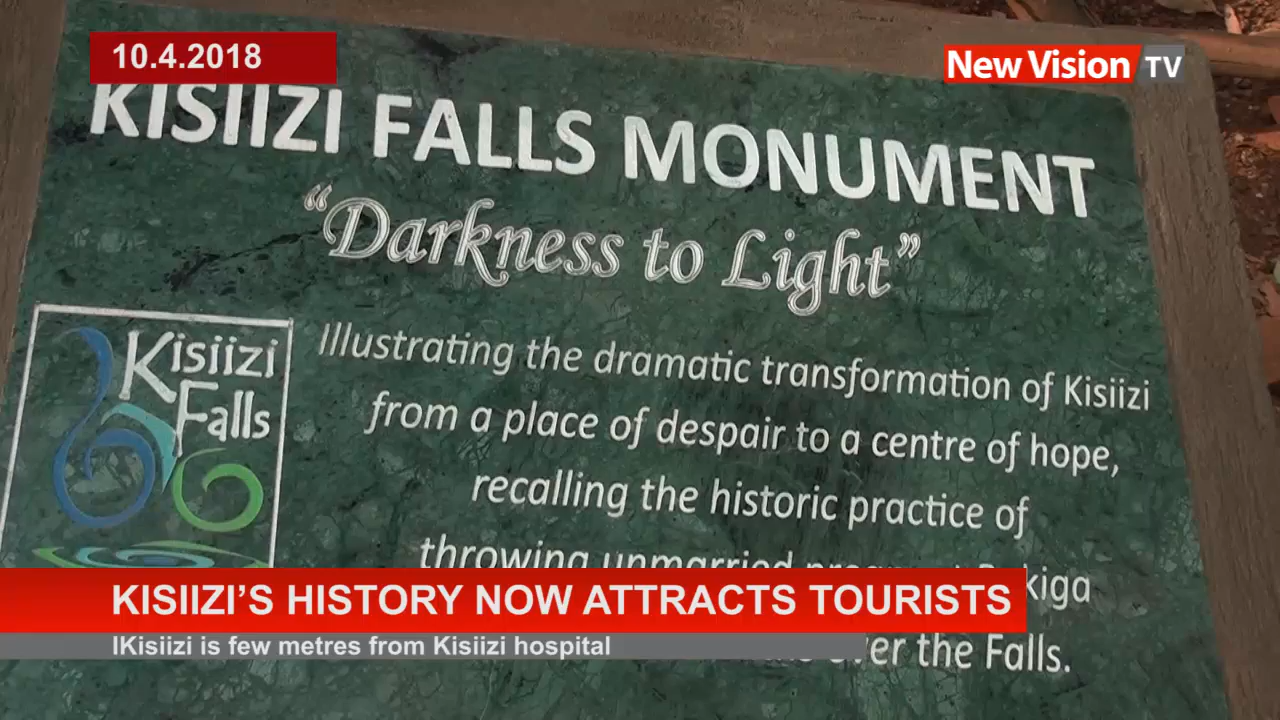 10.4.2018
New Vision TV
KISIIZI FALLS MONUMENT
“Darkness to Light”
Kisiizi
Falls
Illustrating the dramatic transformation of Kisiizi
from a place of despair to a centre of hope,
recalling the historic practice of
throwing unmarried
KISIIZI’S HISTORY NOW ATTRACTS TOURISTS
IKisiizi is few metres from Kisiizi hospital
over the Falls.